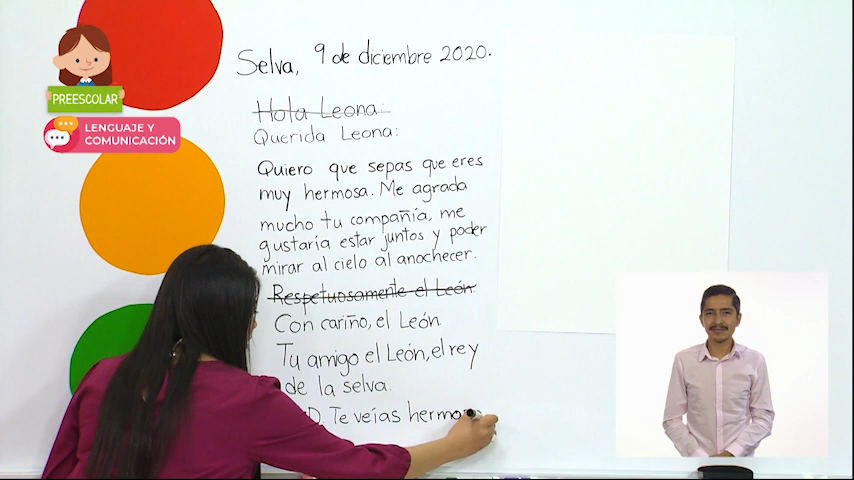 PREESCOLAR
LENGUAJE Y
COMUNICACIÓN
Selva, 9 de diciembre 2020.
Hola Leona:
Querida Leona:
Quiero que sepas que eres
muy hermosa. Me agrada
mucho tu compañía, me
gustaría estar juntos y poder
mirar al cielo al anochecer.
Respetuosamente el León.
Con cariño, el León
Tu amigo el León, el rey
de la selva.
D. Te veías hermo